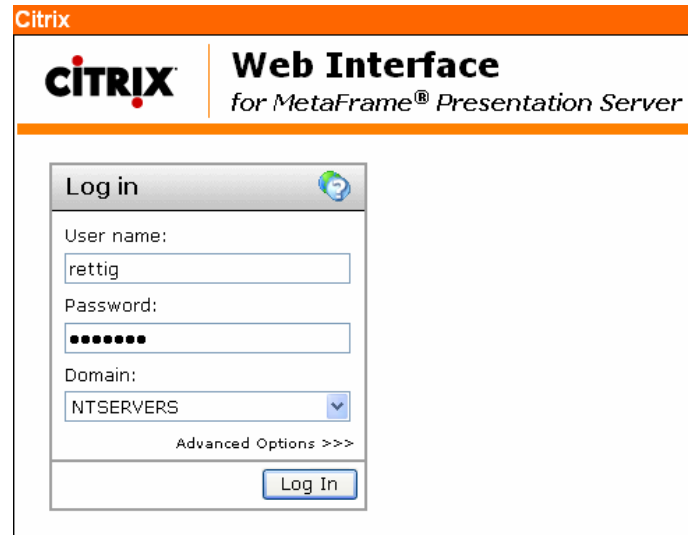 Citrix
CITRIX
Web Interface
for MetaFrame® Presentation Server
Log in
User name:
rettig
Password:
•••••••
Domain:
NTSERVERS
Advanced Options >>>
Log In